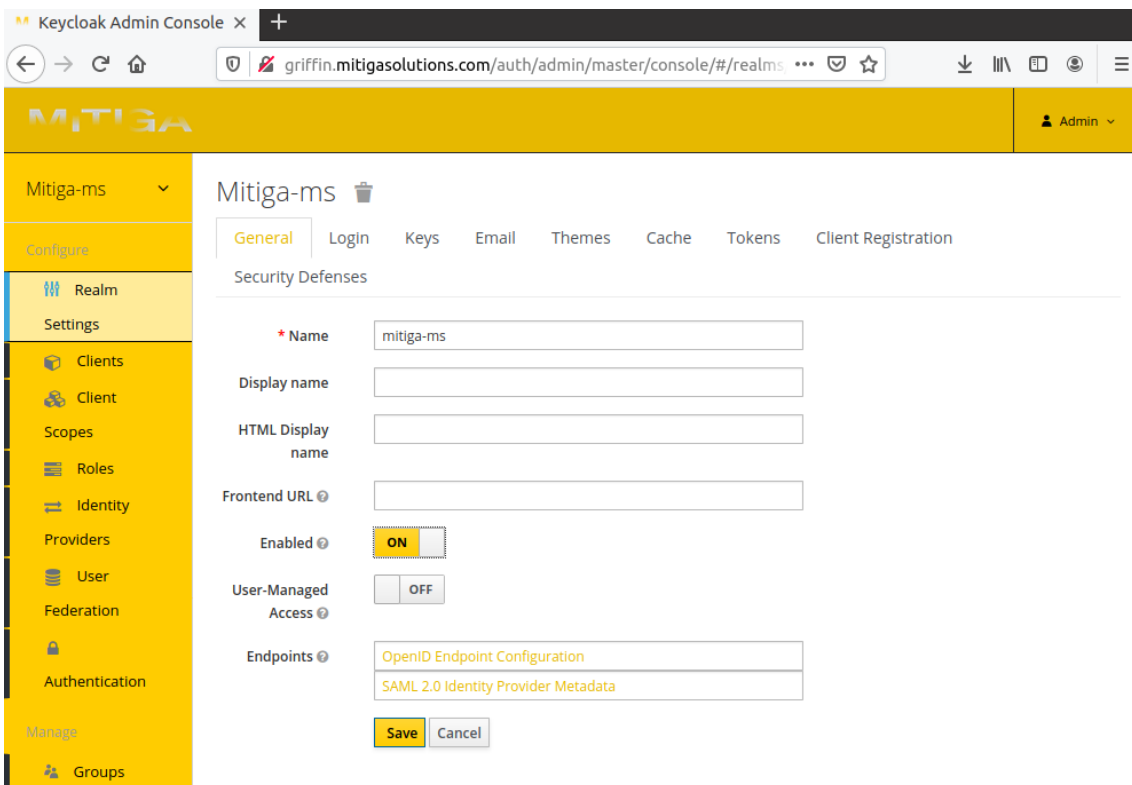 Keycloak Admin Console
griffin.mitigasolutions.com/auth/admin/master/console/#/realms
MITIGA
Admin
Mitiga-ms
Mitiga-ms
General Login Keys Email Themes Cache Tokens Client Registration
Security Defenses
Configure
Realm
Settings
Clients
Client
Scopes
Roles
Identity
Providers
User
Federation
Authentication
Manage
Groups
* Name mitiga-ms
Display name
HTML Display
name
Frontend URL
Enabled ON
User-Managed OFF
Access
Endpoints OpenID Endpoint Configuration
SAML 2.0 Identity Provider Metadata
Save Cancel